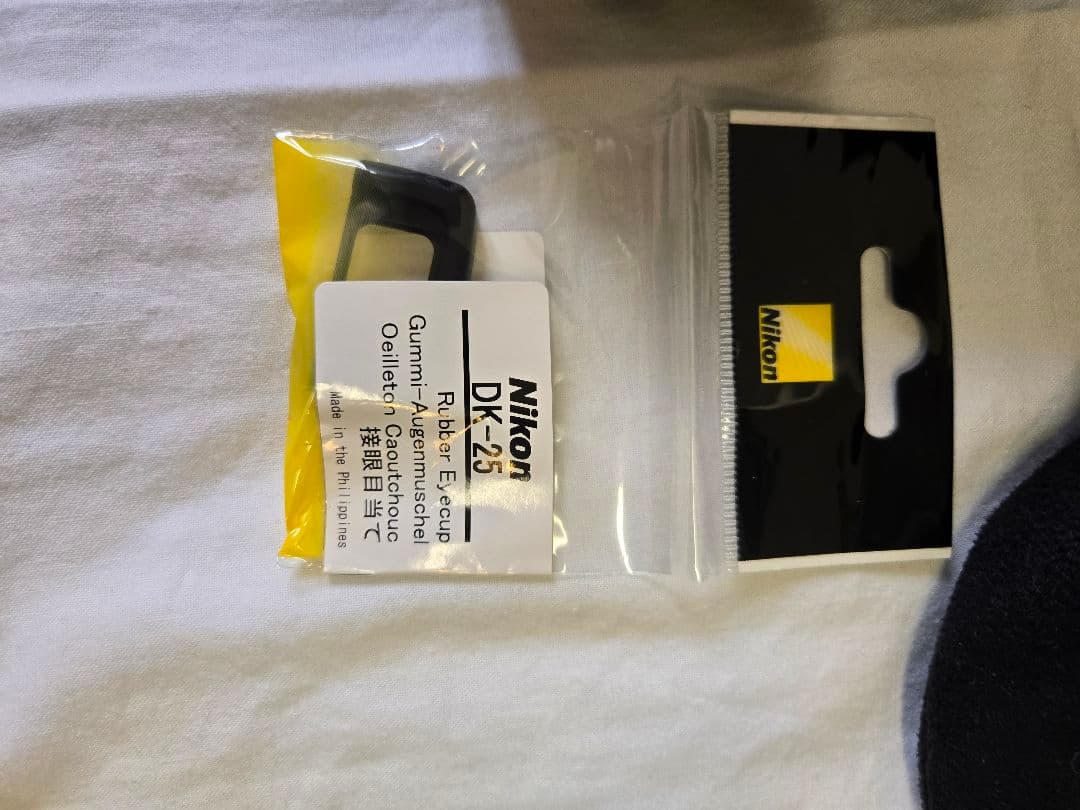 Nikon
Nikon
DK-25
Rubber Eyecup
Gummi-Augenmuschel
Oeilleton Caoutchouc
接眼目当て
Made in the Philippines